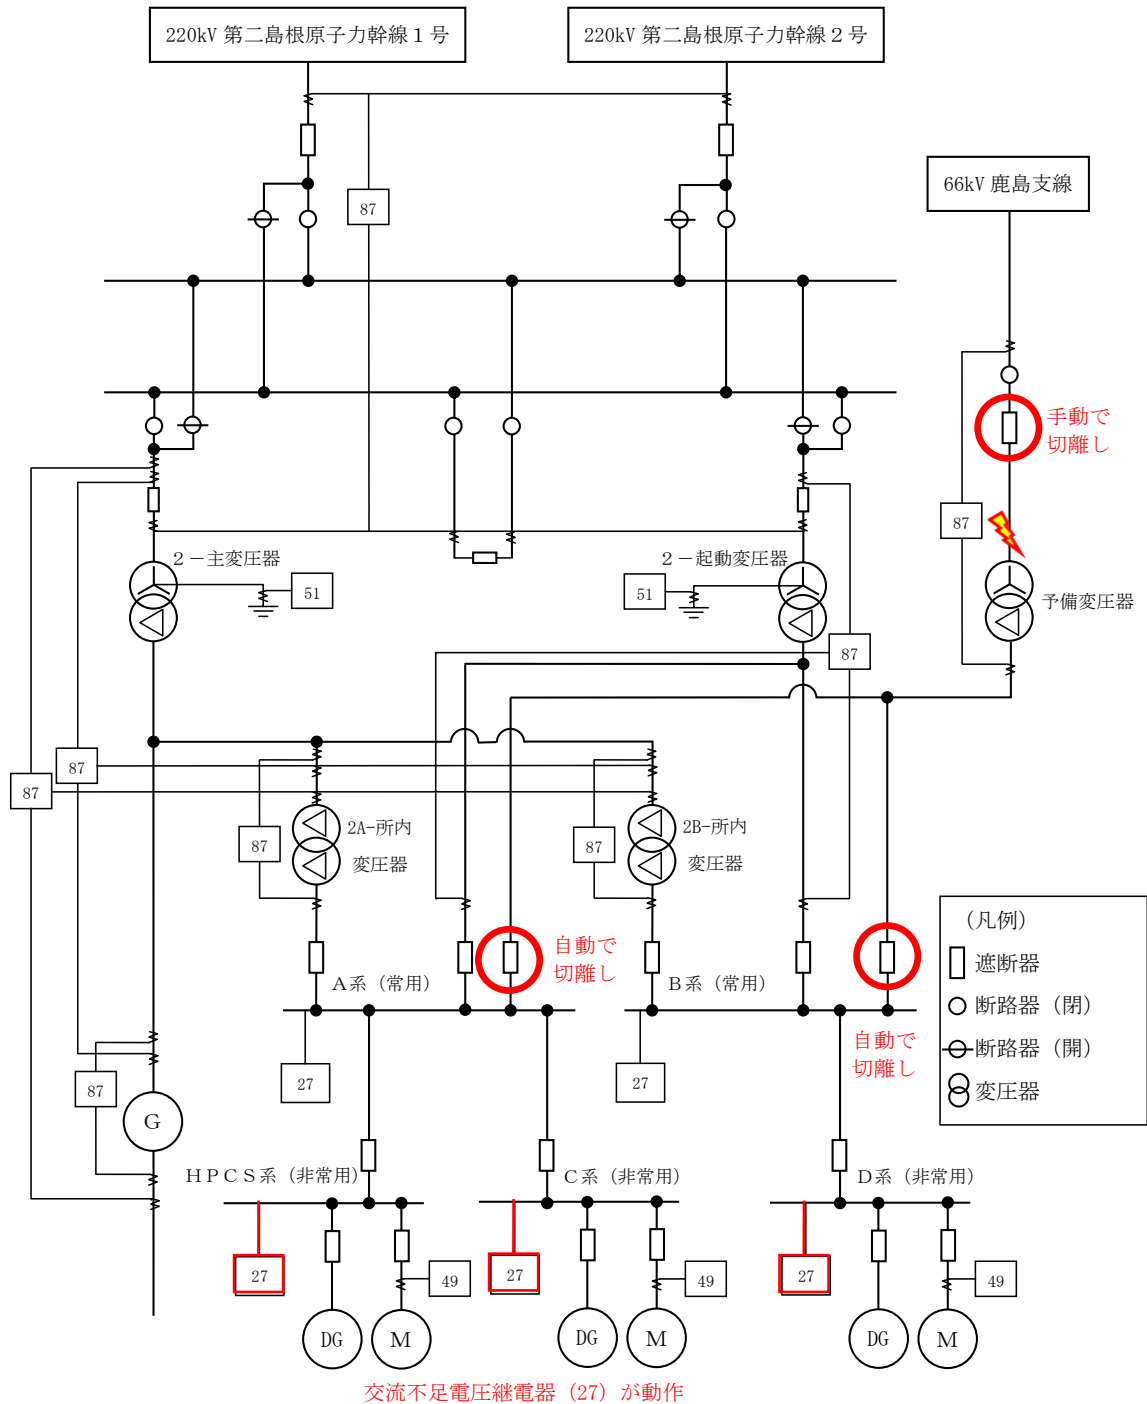 220kV 第二島根原子力幹線１号
220kV 第二島根原子力幹線２号
66kV 鹿島支線
87
手動で
切離し
87
２－主変圧器
51
２－起動変圧器
51
予備変圧器
87
87
87
2A-所内
変圧器
87
2B-所内
変圧器
87
自動で
切離し
Ａ系（常用）
Ｂ系（常用）
自動で
切離し
（凡例）
遮断器
断路器（閉）
断路器（開）
変圧器
27
27
87
G
ＨＰＣＳ系（非常用）
Ｃ系（非常用）
Ｄ系（非常用）
27
49
27
49
27
49
DG
M
DG
M
DG
M
交流不足電圧継電器（27）が動作